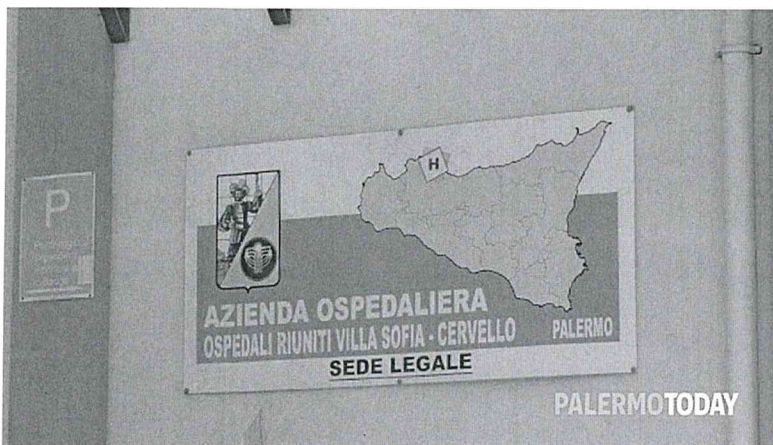 P
H
AZIENDA OSPEDALIERA
OSPEDALI RIUNITI VILLA SOFIA - CERVELLO PALERMO
SEDE LEGALE
PALERMOTODAY